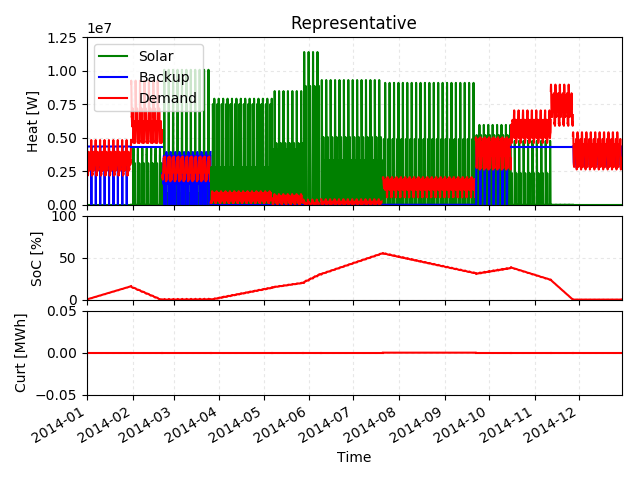 Representative
1e7
Heat [W]
1.25
1.00
0.75
0.50
0.25
0.00
Solar
Backup
Demand
SoC [%]
100
50
0
Curt [MWh]
0.05
0.00
−0.05
2014-01
2014-02
2014-03
2014-04
2014-05
2014-06
2014-07
2014-08
2014-09
2014-10
2014-11
2014-12
Time